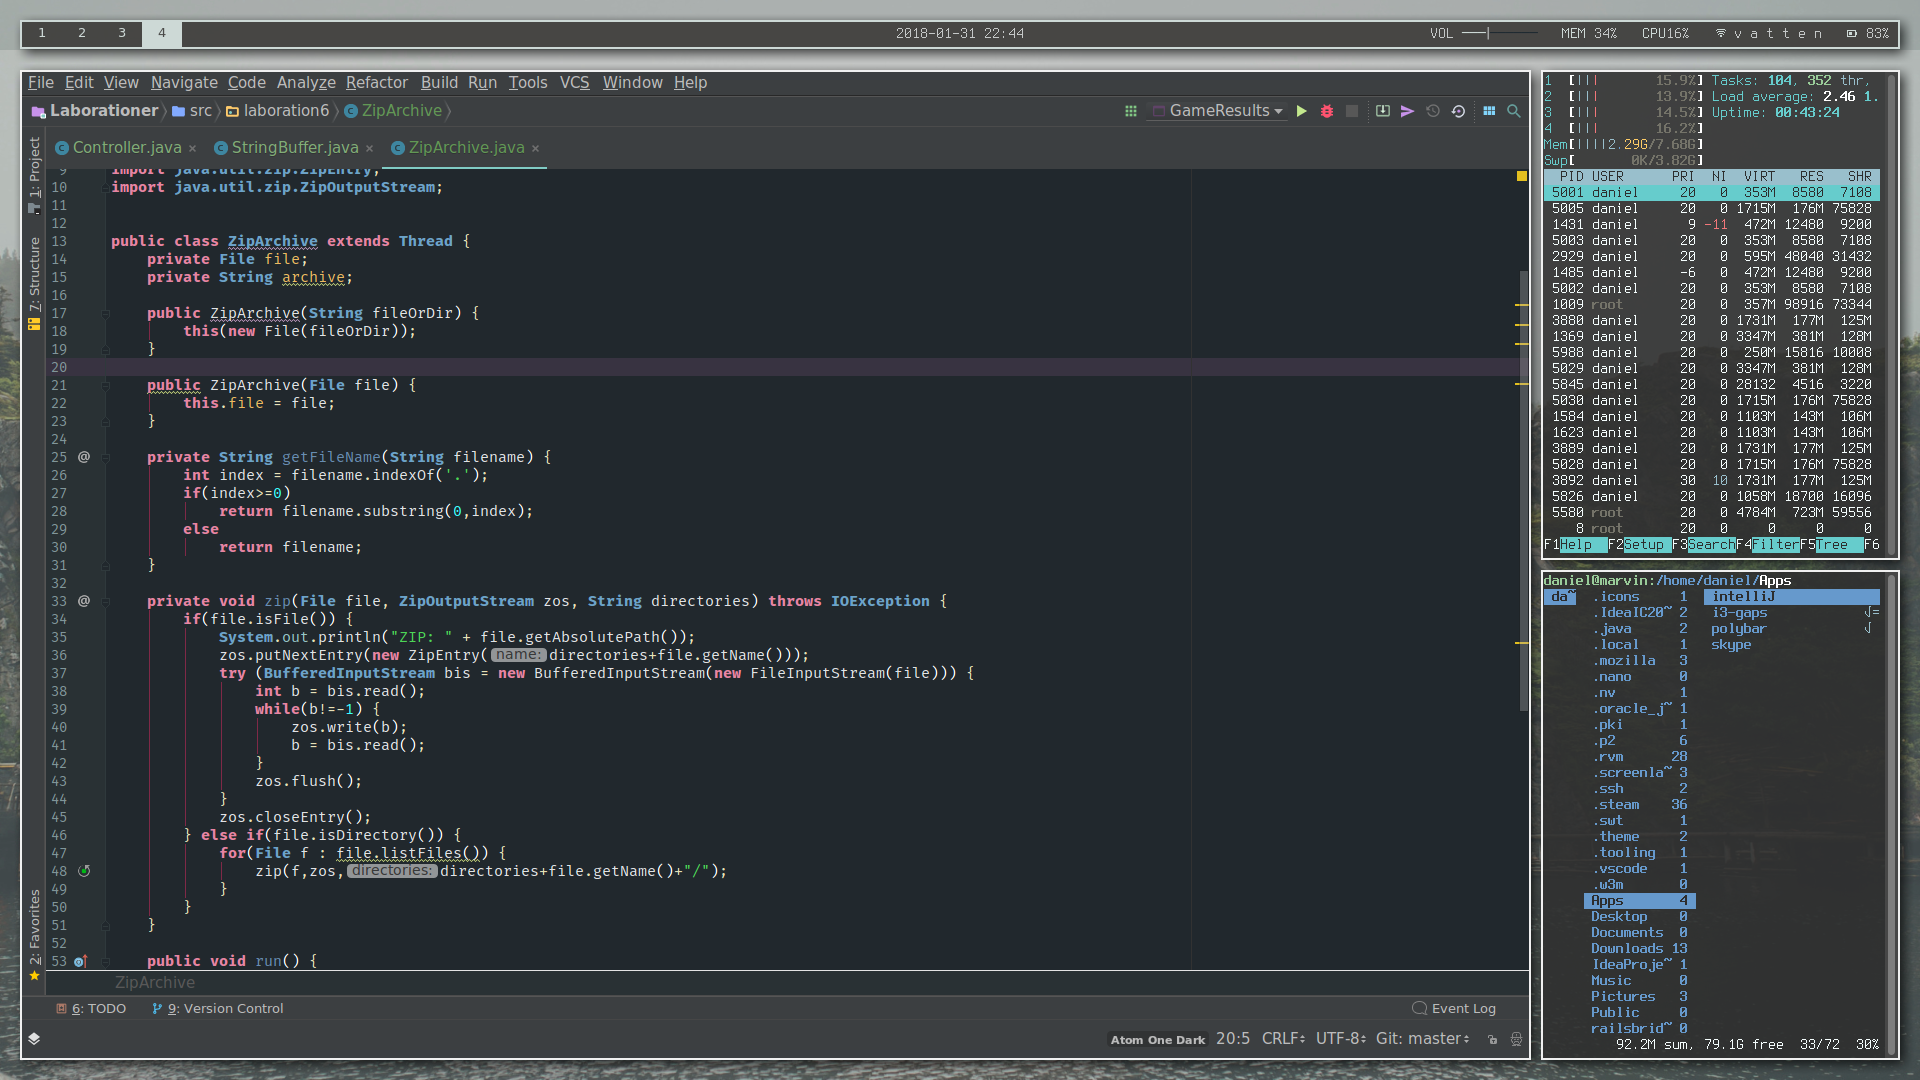 1 2 3 4 2018-01-31 22:44 VOL MEM 34% CPU16% vatten 83%
File Edit View Navigate Code Analyze Refactor Build Run Tools VCS Window Help
Laborationer src laboration6 ZipArchive GameResults
1: Project
7: Structure
2: Favorites
Controller.java × StringBuffer.java × ZipArchive.java ×
9 import java.util.zip.ZipEntry;
10 import java.util.zip.ZipOutputStream;
11
12
13 public class ZipArchive extends Thread {
14 private File file;
15 private String archive;
16
17 public ZipArchive(String fileOrDir) {
18 this(new File(fileOrDir));
19 }
20
21 public ZipArchive(File file) {
22 this.file = file;
23 }
24
25 @ private String getFileName(String filename) {
26 int index = filename.indexOf('.');
27 if(index>=0)
28 return filename.substring(0,index);
29 else
30 return filename;
31 }
32
33 @ private void zip(File file, ZipOutputStream zos, String directories) throws IOException {
34 if(file.isFile()) {
35 System.out.println("ZIP: " + file.getAbsolutePath());
36 zos.putNextEntry(new ZipEntry( name: directories+file.getName()));
37 try (BufferedInputStream bis = new BufferedInputStream(new FileInputStream(file))) {
38 int b = bis.read();
39 while(b!=-1) {
40 zos.write(b);
41 b = bis.read();
42 }
43 zos.flush();
44 }
45 zos.closeEntry();
46 } else if(file.isDirectory()) {
47 for(File f : file.listFiles()) {
48 zip(f,zos, directories: directories+file.getName()+"/");
49 }
50 }
51 }
52
53 public void run() {
ZipArchive
6: TODO 9: Version Control Event Log
Atom One Dark 20:5 CRLF UTF-8 Git: master
1 [||| 15.9%] Tasks: 104, 352 thr,
2 [||| 13.9%] Load average: 2.46 1.
3 [||| 14.5%] Uptime: 00:43:24
4 [||| 16.2%]
Mem[||||2.29G/7.68G]
Swp[ 0K/3.82G]
PID USER PRI NI VIRT RES SHR
5001 daniel 20 0 353M 8580 7108
5005 daniel 20 0 1715M 176M 75828
1431 daniel 9 -11 472M 12480 9200
5003 daniel 20 0 353M 8580 7108
2929 daniel 20 0 595M 48040 31432
1485 daniel -6 0 472M 12480 9200
5002 daniel 20 0 353M 8580 7108
1009 root 20 0 357M 98916 73344
3880 daniel 20 0 1731M 177M 125M
1369 daniel 20 0 3347M 381M 128M
5988 daniel 20 0 250M 15816 10008
5029 daniel 20 0 3347M 381M 128M
5845 daniel 20 0 28132 4516 3220
5030 daniel 20 0 1715M 176M 75828
1584 daniel 20 0 1103M 143M 106M
1623 daniel 20 0 1103M 143M 106M
3889 daniel 20 0 1731M 177M 125M
5028 daniel 20 0 1715M 176M 75828
3892 daniel 30 10 1731M 177M 125M
5826 daniel 20 0 1058M 18700 16096
5580 root 20 0 4784M 723M 59556
8 root 20 0 0 0 0
F1Help F2Setup F3SearchF4FilterF5Tree F6
daniel@marvin:/home/daniel/Apps
da~ .icons 1 intelliJ
.IdeaIC20~ 2 i3-gaps √=
.java 2 polybar √
.local 1 skype
.mozilla 3
.nano 0
.nv 1
.oracle_j~ 1
.pki 1
.p2 6
.rvm 28
.screenla~ 3
.ssh 2
.steam 36
.swt 1
.theme 2
.tooling 1
.vscode 1
.w3m 0
Apps 4
Desktop 0
Documents 0
Downloads 13
IdeaProje~ 1
Music 0
Pictures 3
Public 0
railsbrid~ 0
92.2M sum, 79.1G free 33/72 30%